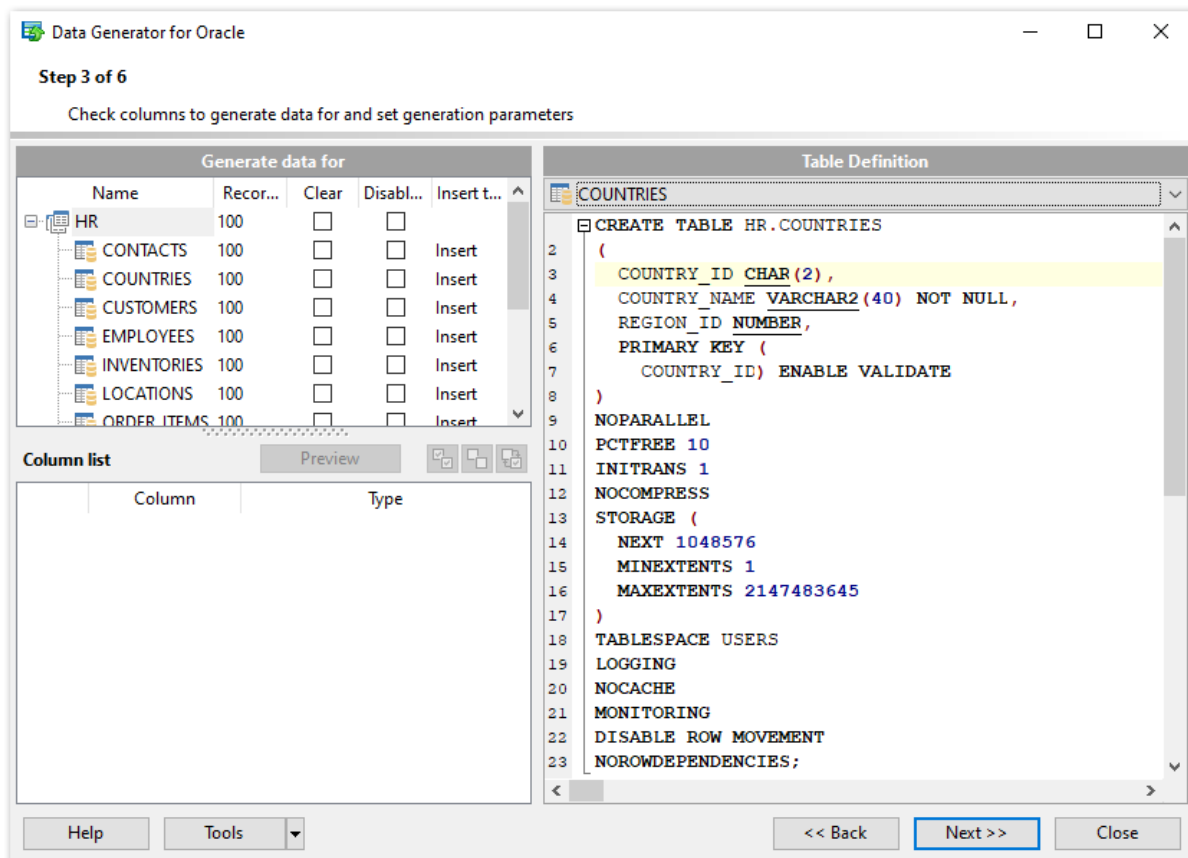 Data Generator for Oracle
Step 3 of 6
Check columns to generate data for and set generation parameters
Generate data for
Name Recor... Clear Disabl... Insert t...
HR 100
CONTACTS 100 Insert
COUNTRIES 100 Insert
CUSTOMERS 100 Insert
EMPLOYEES 100 Insert
INVENTORIES 100 Insert
LOCATIONS 100 Insert
ORDER ITEMS 100 Insert
Column list Preview
Column Type
Table Definition
COUNTRIES
CREATE TABLE HR.COUNTRIES
2 (
3 COUNTRY_ID CHAR(2),
4 COUNTRY_NAME VARCHAR2(40) NOT NULL,
5 REGION_ID NUMBER,
6 PRIMARY KEY (
7 COUNTRY_ID) ENABLE VALIDATE
8 )
9 NOPARALLEL
10 PCTFREE 10
11 INITRANS 1
12 NOCOMPRESS
13 STORAGE (
14 NEXT 1048576
15 MINEXTENTS 1
16 MAXEXTENTS 2147483645
17 )
18 TABLESPACE USERS
19 LOGGING
20 NOCACHE
21 MONITORING
22 DISABLE ROW MOVEMENT
23 NOROWDEPENDENCIES;
Help Tools << Back Next >> Close